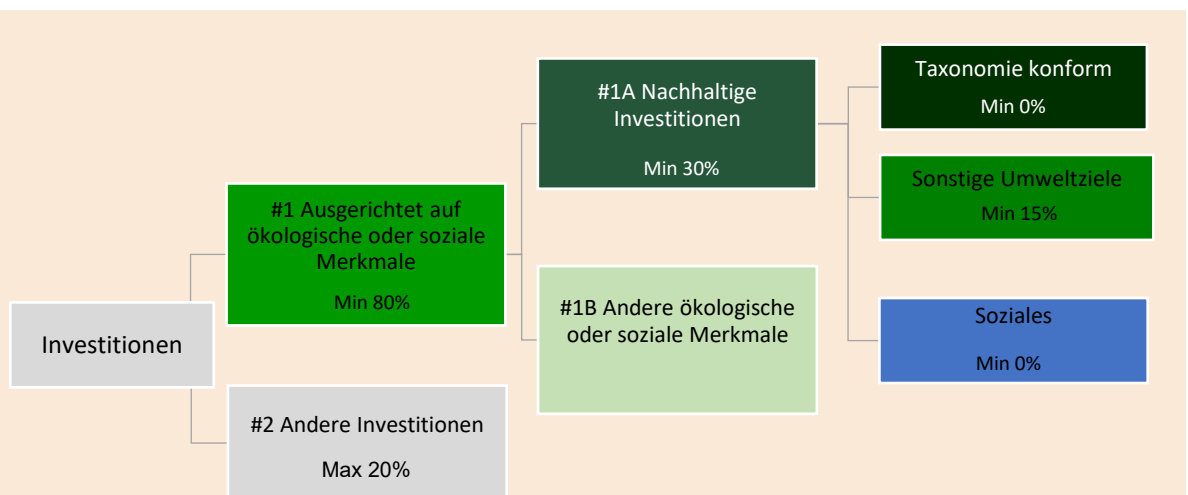 Investitionen
#1 Ausgerichtet auf
ökologische oder soziale
Merkmale
Min 80%
#2 Andere Investitionen
Max 20%
#1A Nachhaltige
Investitionen
Min 30%
#1B Andere ökologische
oder soziale Merkmale
Taxonomie konform
Min 0%
Sonstige Umweltziele
Min 15%
Soziales
Min 0%